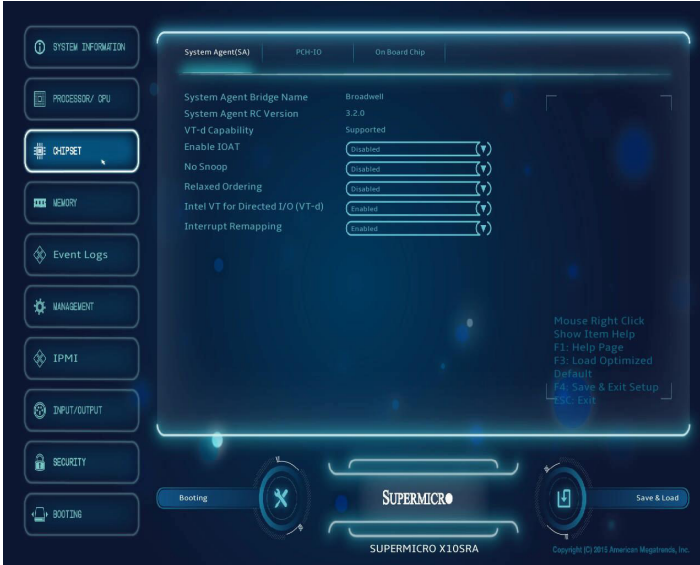 SYSTEM INFORMATION
PROCESSOR/ CPU
CHIPSET
MEMORY
Event Logs
MANAGEMENT
IPMI
INPUT/OUTPUT
SECURITY
BOOTING
System Agent(SA) PCH-IO On Board Chip
System Agent Bridge Name Broadwell
System Agent RC Version 3.2.0
VT-d Capability Supported
Enable IOAT Disabled
No Snoop Disabled
Relaxed Ordering Disabled
Intel VT for Directed I/O (VT-d) Enabled
Interrupt Remapping Enabled
Mouse Right Click
Show Item Help
F1: Help Page
F3: Load Optimized
Default
F4: Save & Exit Setup
ESC: Exit
Booting SUPERMICRO Save & Load
SUPERMICRO X10SRA
Copyright (C) 2015 American Megatrends, Inc.